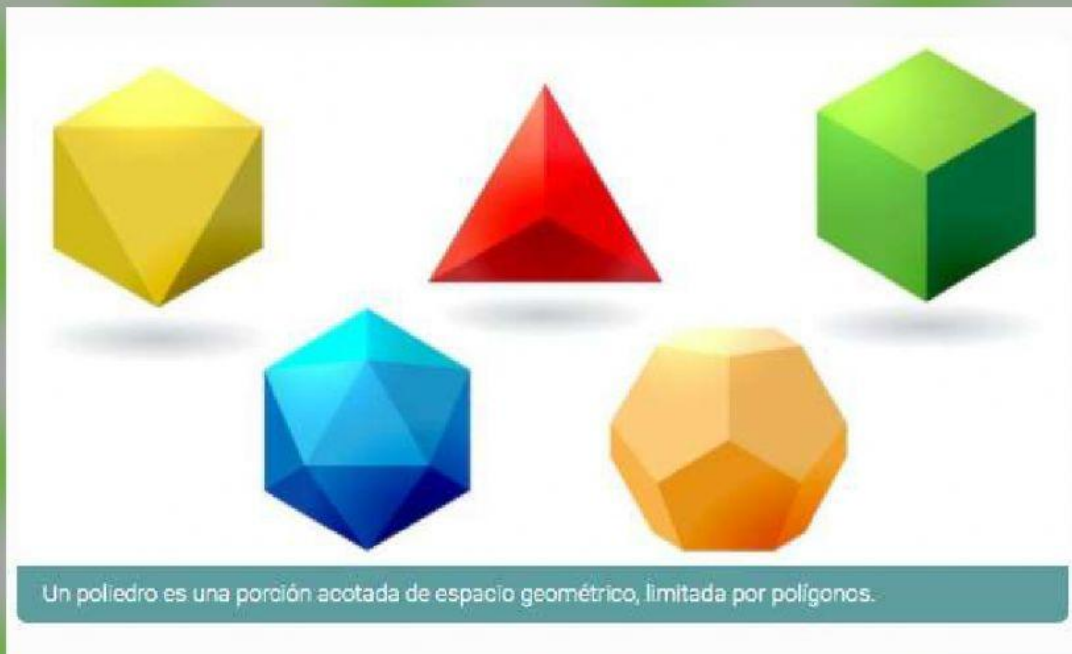 Un poliedro es una porción acotada de espacio geométrico, limitada por polígonos.